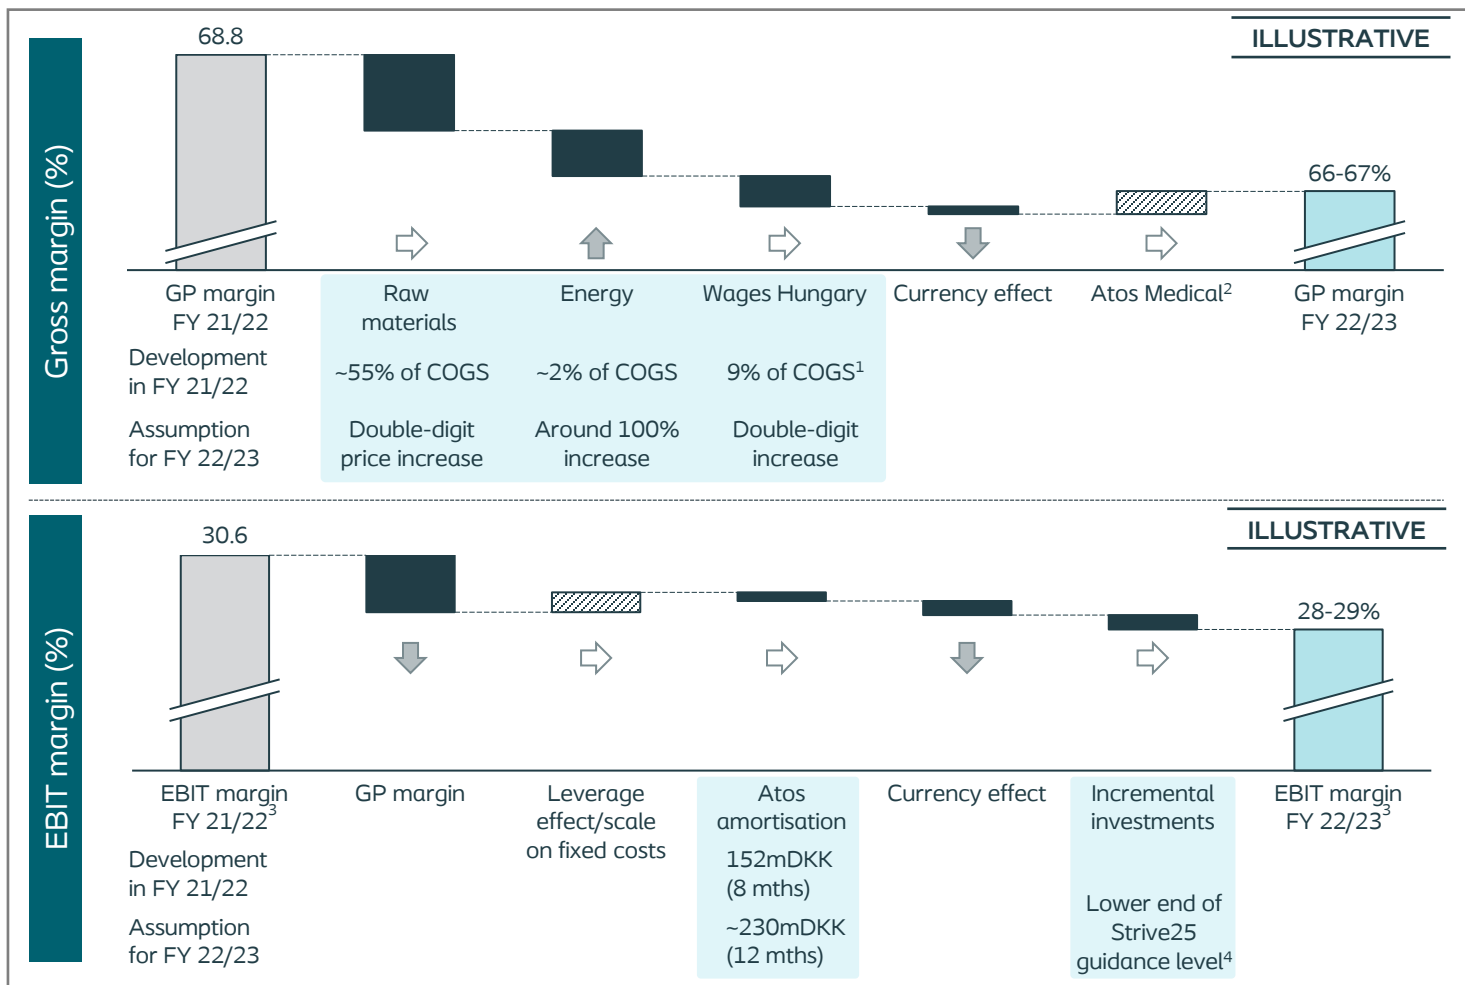 Gross margin (%)
ILLUSTRATIVE
68.8
66-67%
GP margin
FY 21/22
Raw
materials
Energy
Wages Hungary
Currency effect
Atos Medical²
GP margin
FY 22/23
Development
in FY 21/22
~55% of COGS
~2% of COGS
9% of COGS¹
Assumption
for FY 22/23
Double-digit
price increase
Around 100%
increase
Double-digit
increase
EBIT margin (%)
ILLUSTRATIVE
30.6
28-29%
EBIT margin
FY 21/22³
GP margin
Leverage
effect/scale
on fixed costs
Atos
amortisation
Currency effect
Incremental
investments
EBIT margin
FY 22/23³
Development
in FY 21/22
152mDKK
(8 mths)
Assumption
for FY 22/23
~230mDKK
(12 mths)
Lower end of
Strive25
guidance level⁴